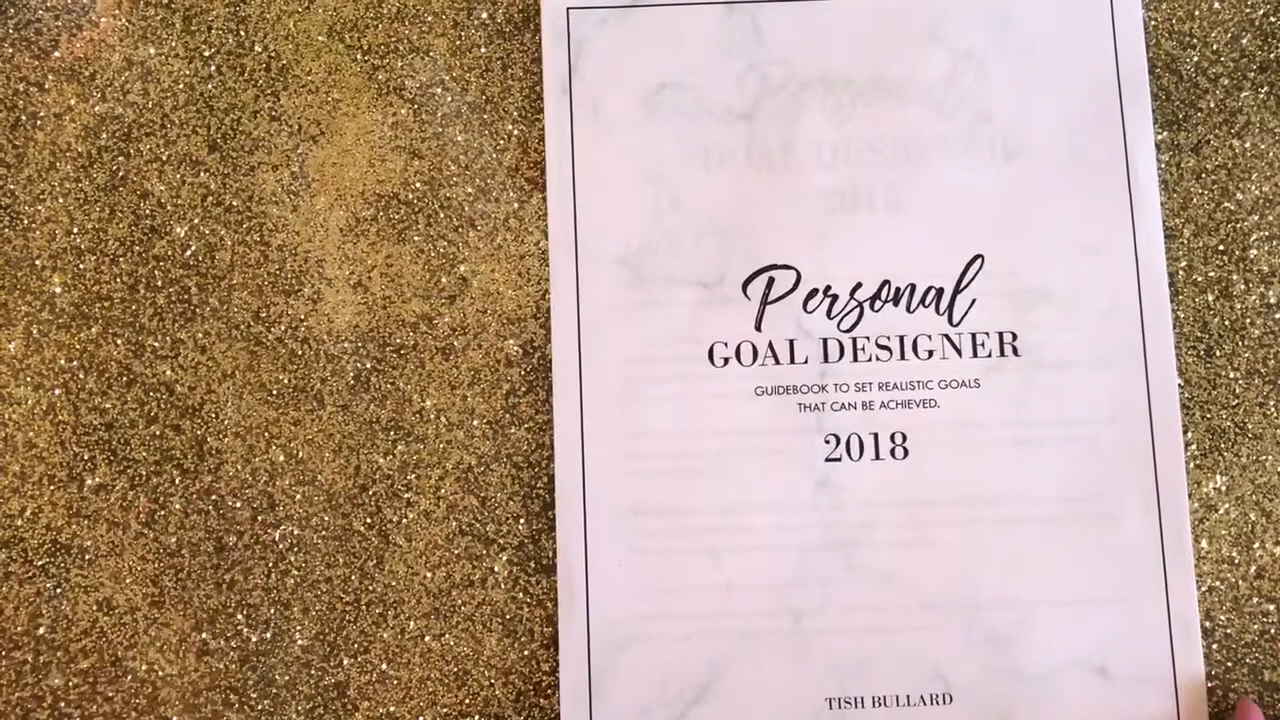 Personal
GOAL DESIGNER
GUIDEBOOK TO SET REALISTIC GOALS
THAT CAN BE ACHIEVED.
2018
TISH BULLARD